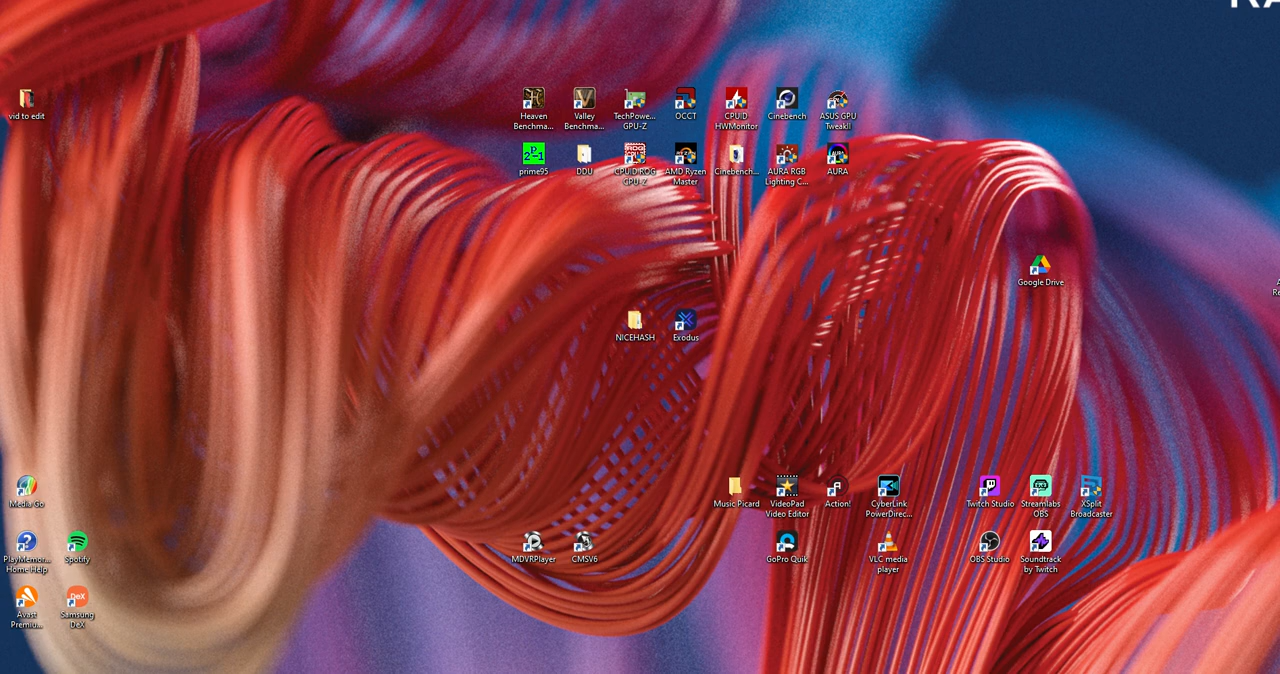 RA
vid to edit
Heaven
Benchma...
Valley
Benchma...
TechPowe...
GPU-Z
OCCT
CPUID
HWMonitor
Cinebench
ASUS GPU
TweakII
prime95
DDU
CPUID ROG
CPU-Z
AMD Ryzen
Master
Cinebench...
AURA RGB
Lighting C...
AURA
Google Drive
NICEHASH
Exodus
Media Go
Music Picard
VideoPad
Video Editor
Action!
CyberLink
PowerDirec...
Twitch Studio
Streamlabs
OBS
XSplit
Broadcaster
PlayMemor...
Home Help
Spotify
MDVRPlayer
CMSV6
GoPro Quik
VLC media
player
OBS Studio
Soundtrack
by Twitch
Avast
Premiu...
Samsung
DeX